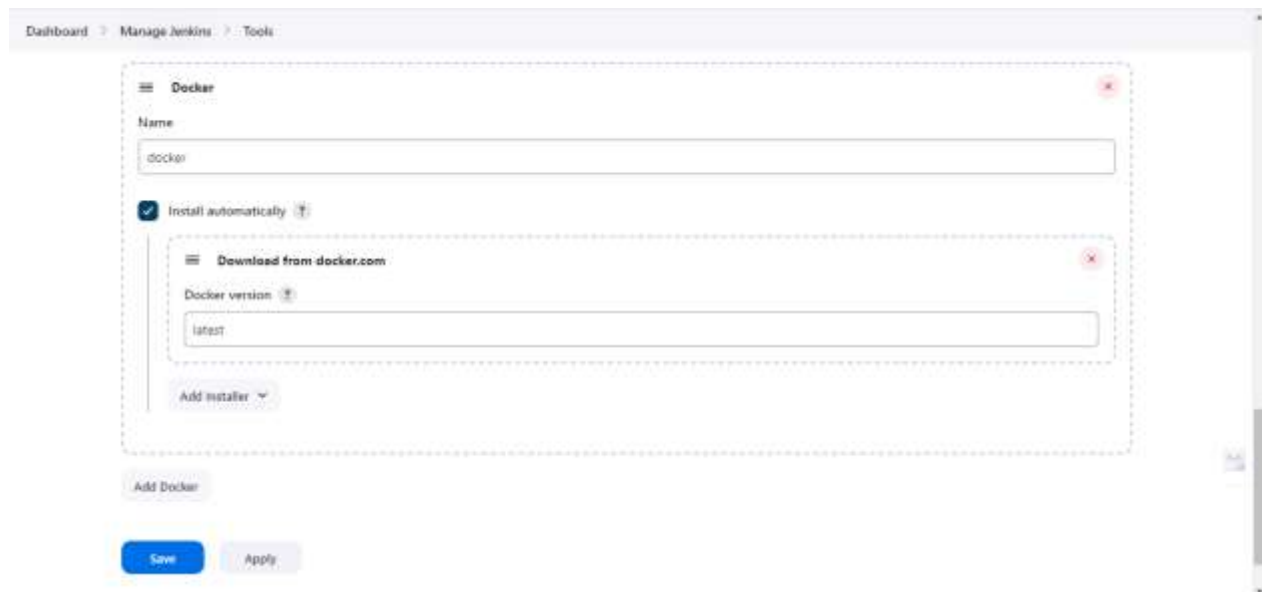 Dashboard > Manage Jenkins > Tools
Docker
Name
docker
Install automatically ?
Download from docker.com
Docker version ?
latest
Add Installer
Add Docker
Save Apply